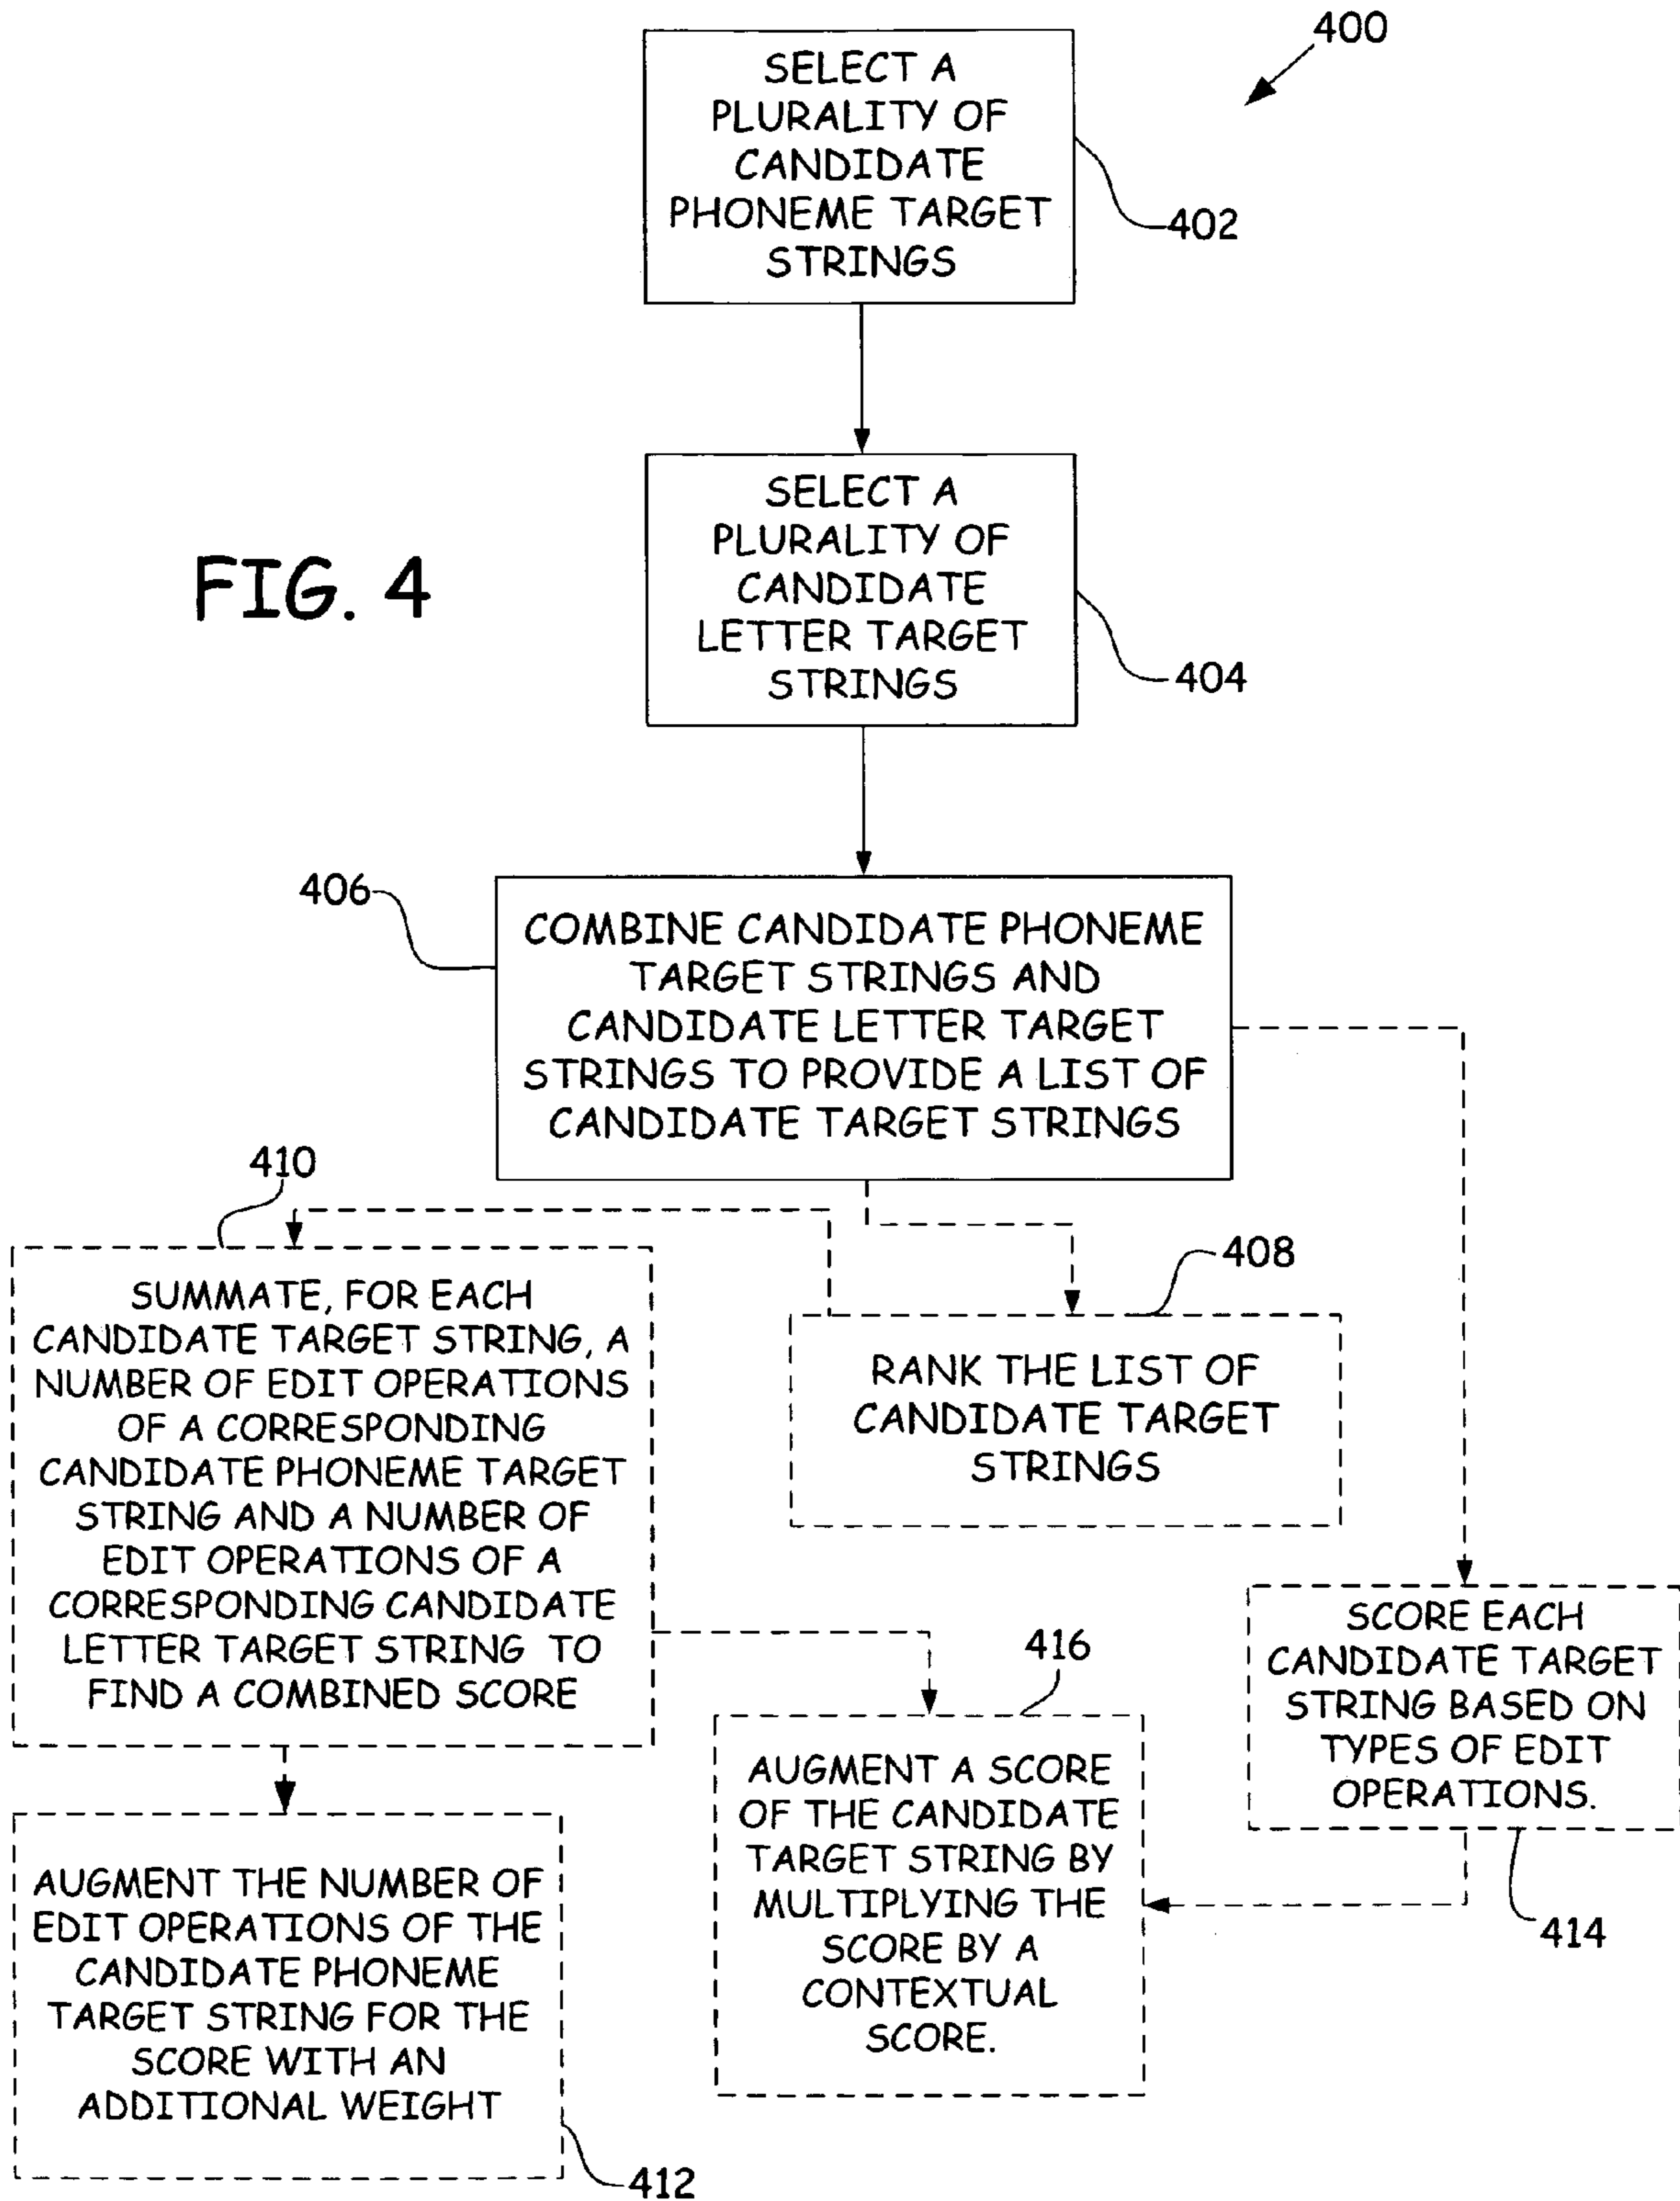 400
SELECT A
PLURALITY OF
CANDIDATE
PHONEME TARGET
STRINGS
402
SELECT A
PLURALITY OF
CANDIDATE
LETTER TARGET
STRINGS
404
FIG. 4
406
COMBINE CANDIDATE PHONEME
TARGET STRINGS AND
CANDIDATE LETTER TARGET
STRINGS TO PROVIDE A LIST OF
CANDIDATE TARGET STRINGS
410
SUMMATE, FOR EACH
CANDIDATE TARGET STRING, A
NUMBER OF EDIT OPERATIONS
OF A CORRESPONDING
CANDIDATE PHONEME TARGET
STRING AND A NUMBER OF
EDIT OPERATIONS OF A
CORRESPONDING CANDIDATE
LETTER TARGET STRING TO
FIND A COMBINED SCORE
408
RANK THE LIST OF
CANDIDATE TARGET
STRINGS
SCORE EACH
CANDIDATE TARGET
STRING BASED ON
TYPES OF EDIT
OPERATIONS.
414
416
AUGMENT A SCORE
OF THE CANDIDATE
TARGET STRING BY
MULTIPLYING THE
SCORE BY A
CONTEXTUAL
SCORE.
AUGMENT THE NUMBER OF
EDIT OPERATIONS OF THE
CANDIDATE PHONEME
TARGET STRING FOR THE
SCORE WITH AN
ADDITIONAL WEIGHT
412